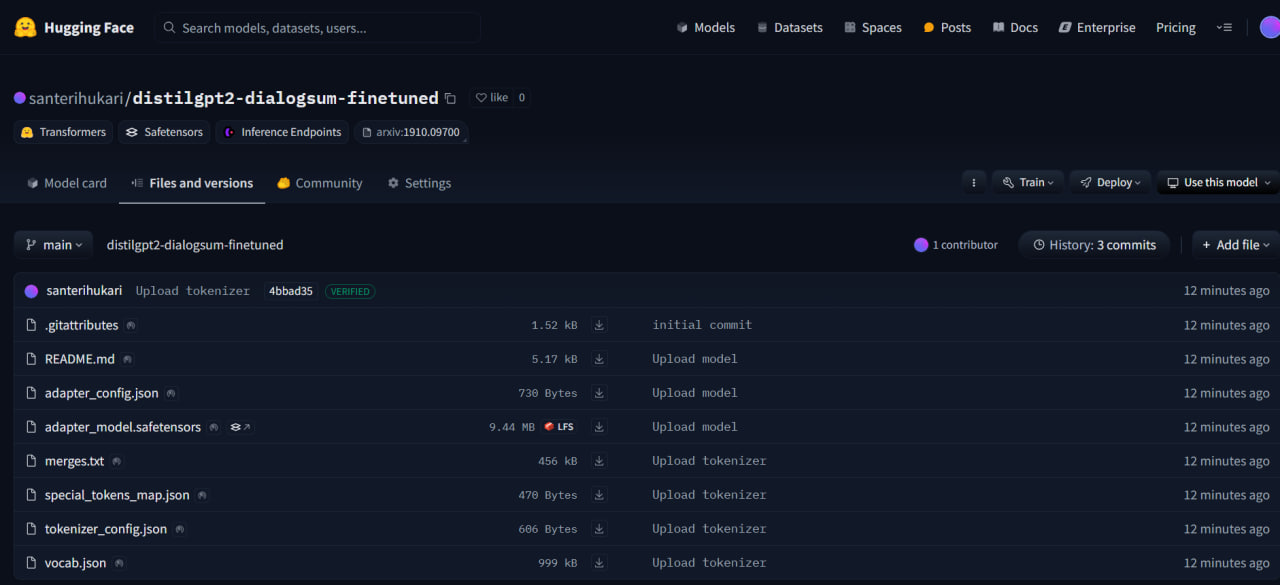 Hugging Face Search models, datasets, users... Models Datasets Spaces Posts Docs Enterprise Pricing
santerihukari/distilgpt2-dialogsum-finetuned like 0
Transformers Safetensors Inference Endpoints arxiv:1910.09700
Model card Files and versions Community Settings Train Deploy Use this model
main distilgpt2-dialogsum-finetuned 1 contributor History: 3 commits + Add file
santerihukari Upload tokenizer 4bbad35 VERIFIED 12 minutes ago
.gitattributes 1.52 kB initial commit 12 minutes ago
README.md 5.17 kB Upload model 12 minutes ago
adapter_config.json 730 Bytes Upload model 12 minutes ago
adapter_model.safetensors 9.44 MB LFS Upload model 12 minutes ago
merges.txt 456 kB Upload tokenizer 12 minutes ago
special_tokens_map.json 470 Bytes Upload tokenizer 12 minutes ago
tokenizer_config.json 606 Bytes Upload tokenizer 12 minutes ago
vocab.json 999 kB Upload tokenizer 12 minutes ago